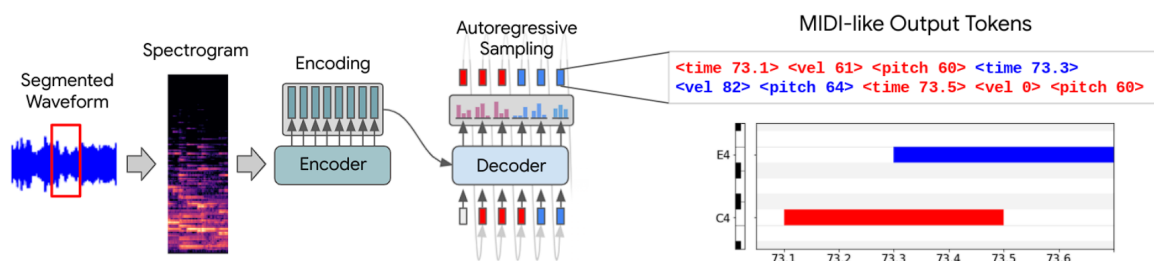 Segmented
Waveform
Spectrogram
Encoding
Encoder
Autoregressive
Sampling
Decoder
MIDI-like Output Tokens
<time 73.1> <vel 61> <pitch 60> <time 73.3>
<vel 82> <pitch 64> <time 73.5> <vel 0> <pitch 60>
E4
C4
73.1 73.2 73.3 73.4 73.5 73.6